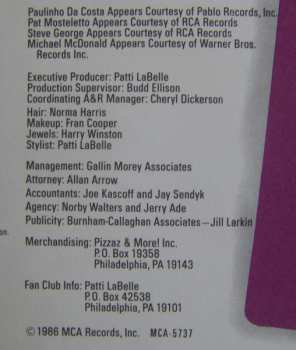 Paulinho Da Costa Appears Courtesy of Pablo Records, Inc.
Pat Mosteletto Appears Courtesy of RCA Records
Steve George Appears Courtesy of RCA Records
Michael McDonald Appears Courtesy of Warner Bros.
Records Inc.
Executive Producer: Patti LaBelle
Production Supervisor: Budd Ellison
Coordinating A&R Manager: Cheryl Dickerson
Hair: Norma Harris
Makeup: Fran Cooper
Jewels: Harry Winston
Stylist: Patti LaBelle
Management: Gallin Morey Associates
Attorney: Allan Arrow
Accountants: Joe Kascoff and Jay Sendyk
Agency: Norby Walters and Jerry Ade
Publicity: Burnham-Callaghan Associates—Jill Larkin
Merchandising: Pizzaz & More! Inc.
P.O. Box 19358
Philadelphia, PA 19143
Fan Club Info: Patti LaBelle
P.O. Box 42538
Philadelphia, PA 19101
©1986 MCA Records, Inc. MCA-5737